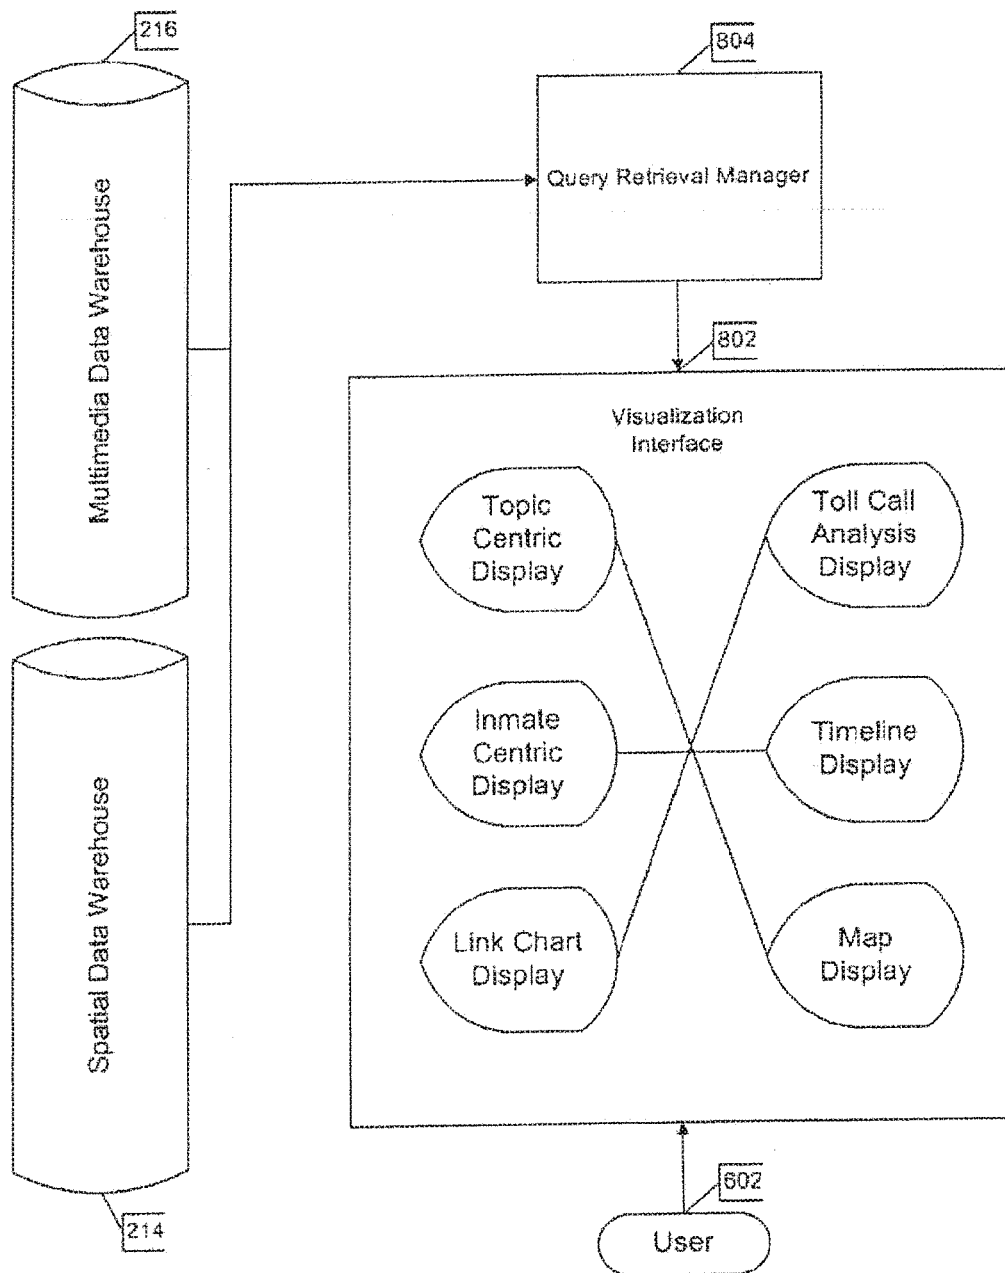 216
Multimedia Data Warehouse
Spatial Data Warehouse
214
804
Query Retrieval Manager
802
Visualization
Interface
Topic
Centric
Display
Toll Call
Analysis
Display
Inmate
Centric
Display
Timeline
Display
Link Chart
Display
Map
Display
602
User